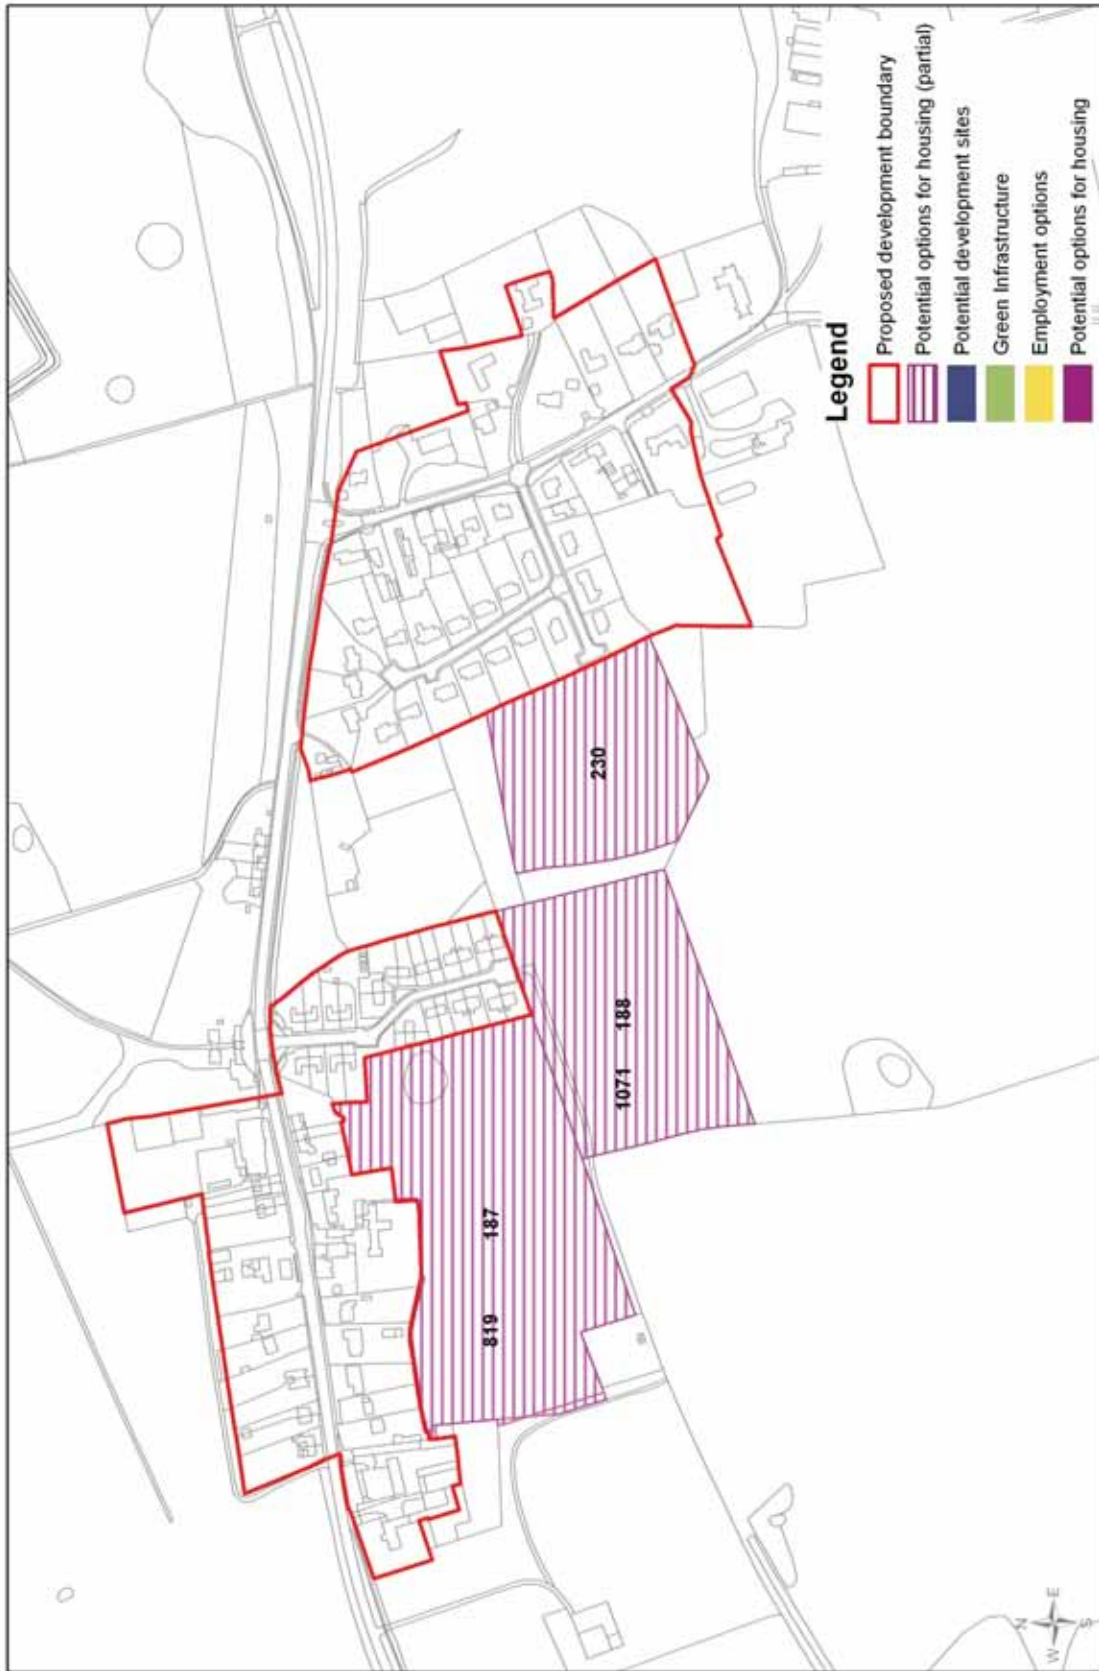 819 187
1071 188
230
Legend
Proposed development boundary
Potential options for housing (partial)
Potential development sites
Green Infrastructure
Employment options
Potential options for housing
N
W E
S